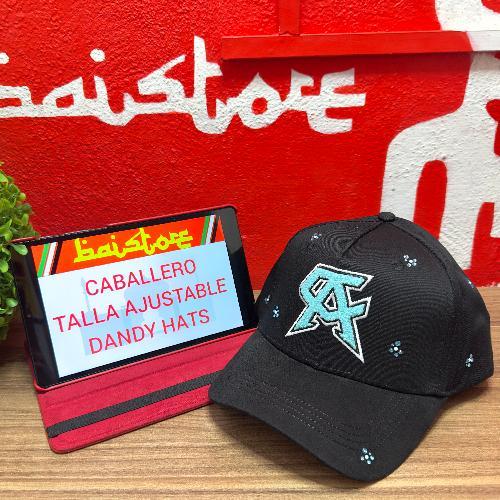 baistore
baistore
CABALLERO
TALLA AJUSTABLE
DANDY HATS